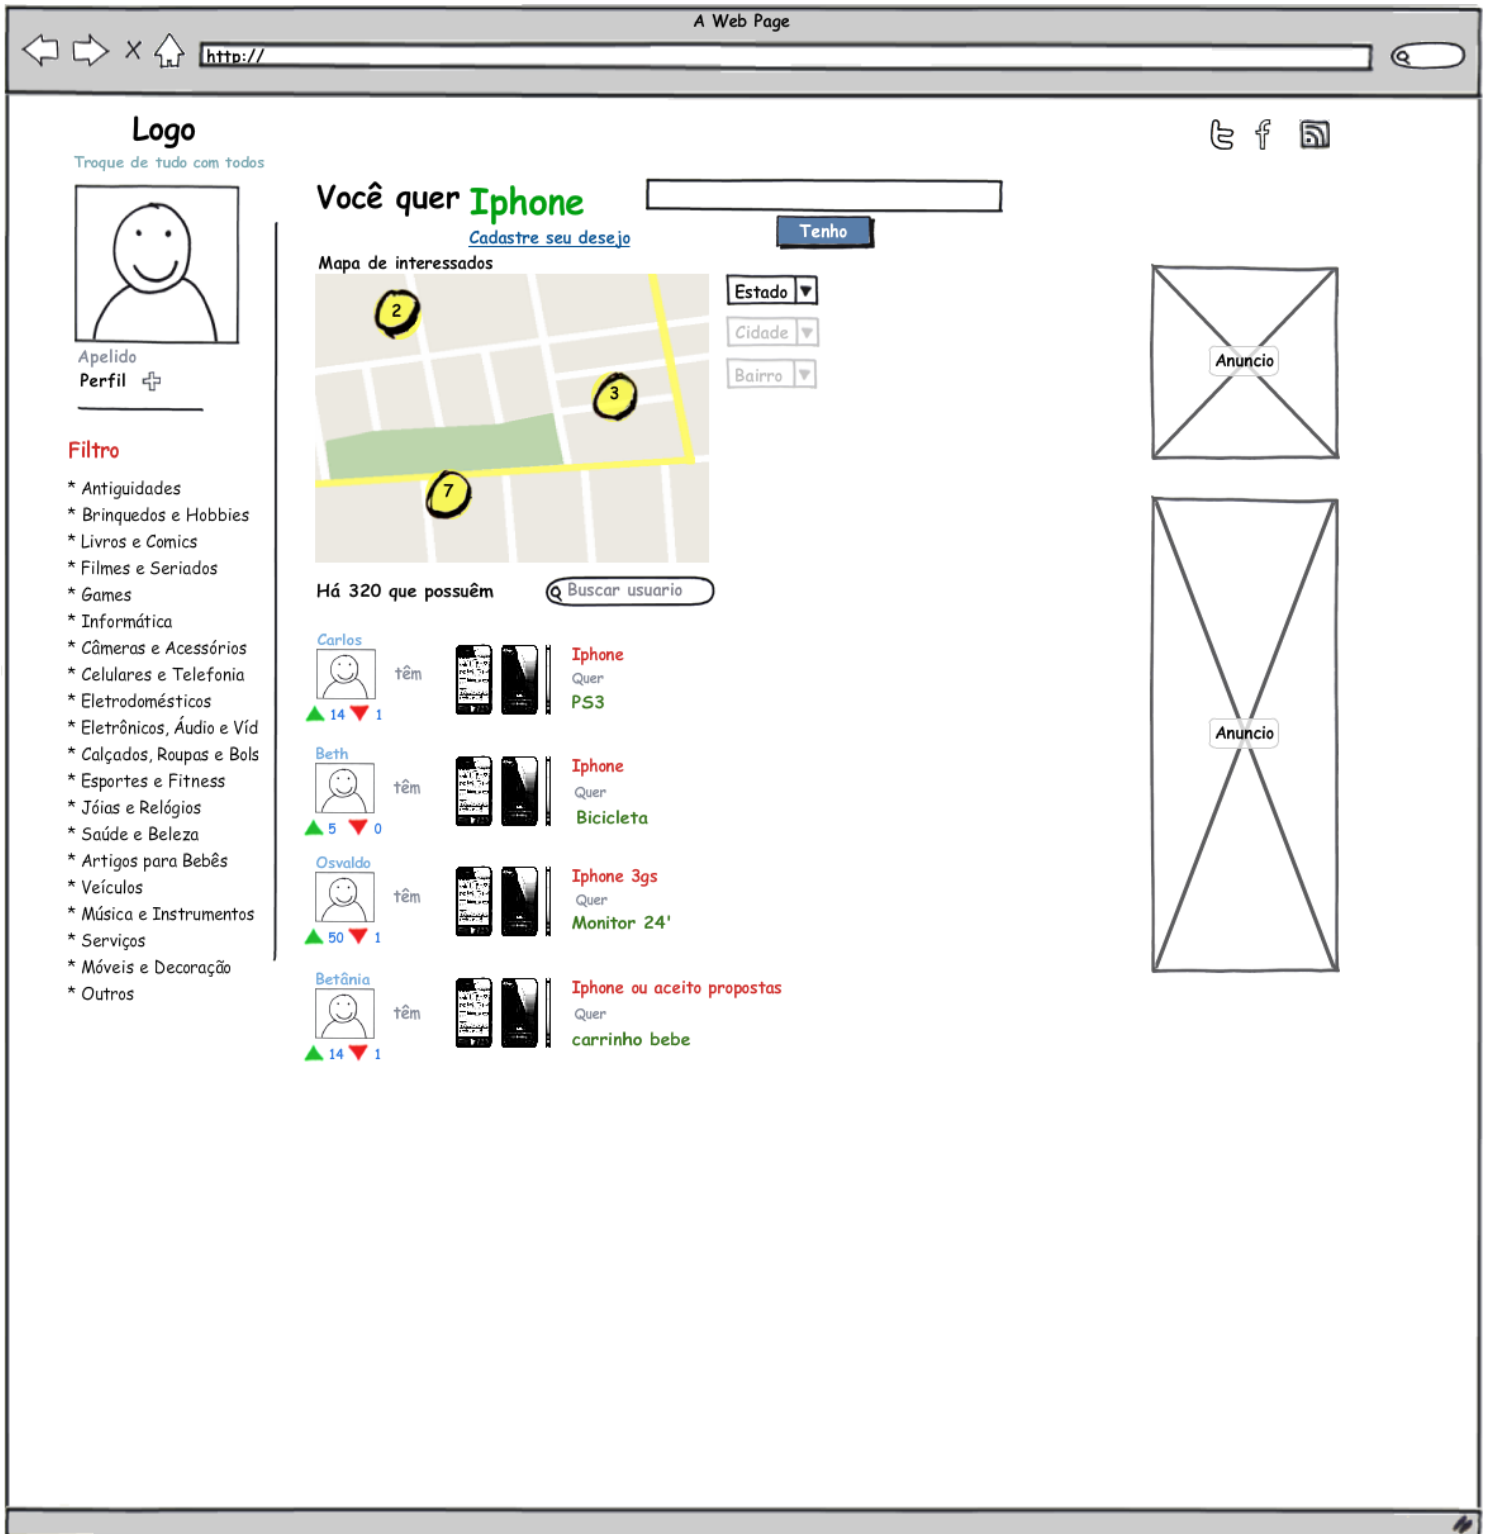 A Web Page
http://
Logo
Troque de tudo com todos
Você quer Iphone
Cadastre seu desejo
Tenho
Apelido
Perfil
Filtro
* Antiguidades
* Brinquedos e Hobbies
* Livros e Comics
* Filmes e Seriados
* Games
* Informática
* Câmeras e Acessórios
* Celulares e Telefonia
* Eletrodomésticos
* Eletrônicos, Áudio e Víd
* Calçados, Roupas e Bols
* Esportes e Fitness
* Jóias e Relógios
* Saúde e Beleza
* Artigos para Bebês
* Veículos
* Música e Instrumentos
* Serviços
* Móveis e Decoração
* Outros
Mapa de interessados
2
3
7
Estado
Cidade
Bairro
Há 320 que possuêm
Buscar usuario
Carlos
têm
14 1
Iphone
Quer
PS3
Beth
têm
5 0
Iphone
Quer
Bicicleta
Osvaldo
têm
50 1
Iphone 3gs
Quer
Monitor 24'
Betânia
têm
14 1
Iphone ou aceito propostas
Quer
carrinho bebe
Anuncio
Anuncio